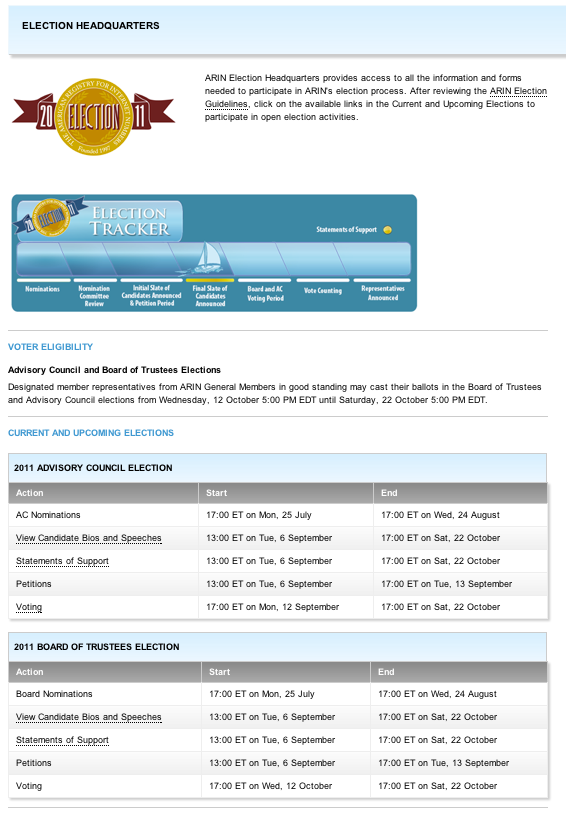 ELECTION HEADQUARTERS
THE AMERICAN REGISTRY FOR INTERNET NUMBERS
20 ELECTION 11
Founded 1997
ARIN Election Headquarters provides access to all the information and forms
needed to participate in ARIN's election process. After reviewing the ARIN Election
Guidelines, click on the available links in the Current and Upcoming Elections to
participate in open election activities.
20 ELECTION 11
ELECTION
TRACKER
Statements of Support
Nominations
Nomination
Committee
Review
Initial Slate of
Candidates Announced
& Petition Period
Final Slate of
Candidates
Announced
Board and AC
Voting Period
Vote Counting
Representatives
Announced
VOTER ELIGIBILITY
Advisory Council and Board of Trustees Elections
Designated member representatives from ARIN General Members in good standing may cast their ballots in the Board of Trustees
and Advisory Council elections from Wednesday, 12 October 5:00 PM EDT until Saturday, 22 October 5:00 PM EDT.
CURRENT AND UPCOMING ELECTIONS
2011 ADVISORY COUNCIL ELECTION
Action Start End
AC Nominations 17:00 ET on Mon, 25 July 17:00 ET on Wed, 24 August
View Candidate Bios and Speeches 13:00 ET on Tue, 6 September 17:00 ET on Sat, 22 October
Statements of Support 13:00 ET on Tue, 6 September 17:00 ET on Sat, 22 October
Petitions 13:00 ET on Tue, 6 September 17:00 ET on Tue, 13 September
Voting 17:00 ET on Mon, 12 September 17:00 ET on Sat, 22 October
2011 BOARD OF TRUSTEES ELECTION
Action Start End
Board Nominations 17:00 ET on Mon, 25 July 17:00 ET on Wed, 24 August
View Candidate Bios and Speeches 13:00 ET on Tue, 6 September 17:00 ET on Sat, 22 October
Statements of Support 13:00 ET on Tue, 6 September 17:00 ET on Sat, 22 October
Petitions 13:00 ET on Tue, 6 September 17:00 ET on Tue, 13 September
Voting 17:00 ET on Wed, 12 October 17:00 ET on Sat, 22 October